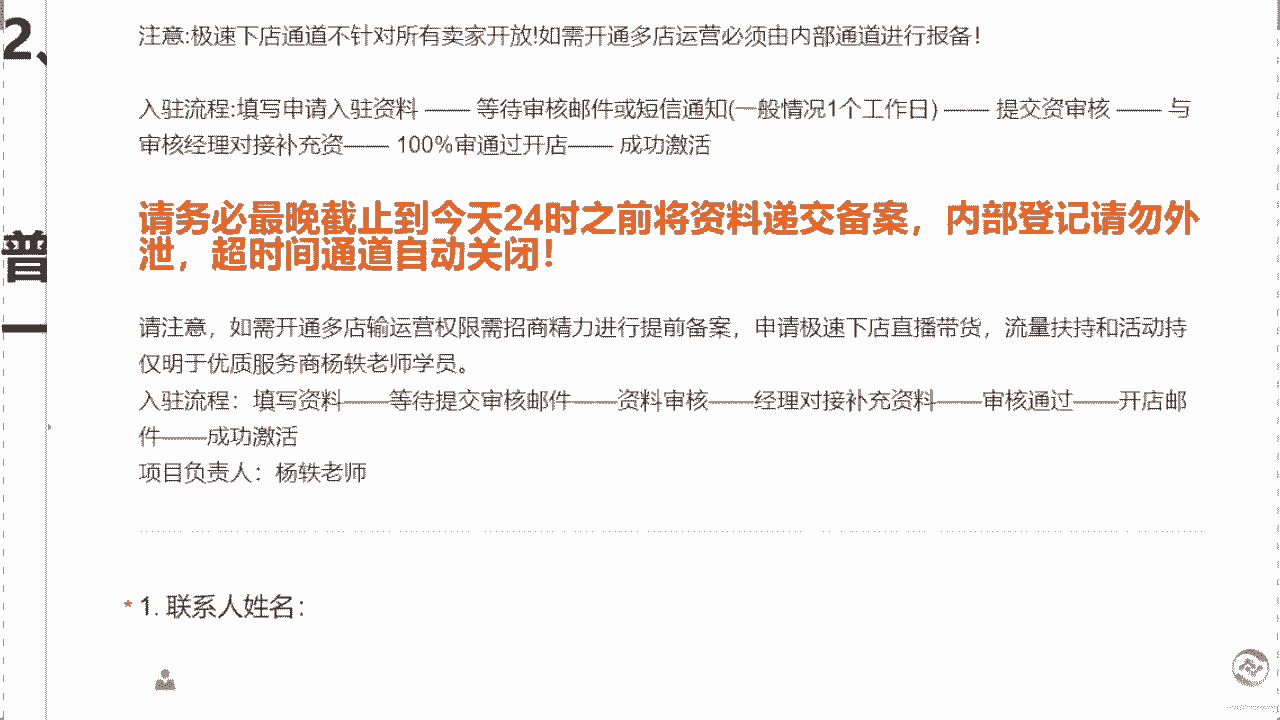 2、
注意:极速下店通道不针对所有卖家开放!如需开通多店运营必须由内部通道进行报备!
入驻流程:填写申请入驻资料 —— 等待审核邮件或短信通知(一般情况1个工作日) —— 提交资审核 —— 与
审核经理对接补充资—— 100%审通过开店—— 成功激活
普
请务必最晚截止到今天24时之前将资料递交备案，内部登记请勿外
泄，超时间通道自动关闭！
一
请注意，如需开通多店输运营权限需招商精力进行提前备案，申请极速下店直播带货，流量扶持和活动持
仅明于优质服务商杨轶老师学员。
入驻流程：填写资料——等待提交审核邮件——资料审核——经理对接补充资料——审核通过——开店邮
件——成功激活
项目负责人：杨轶老师
* 1. 联系人姓名: